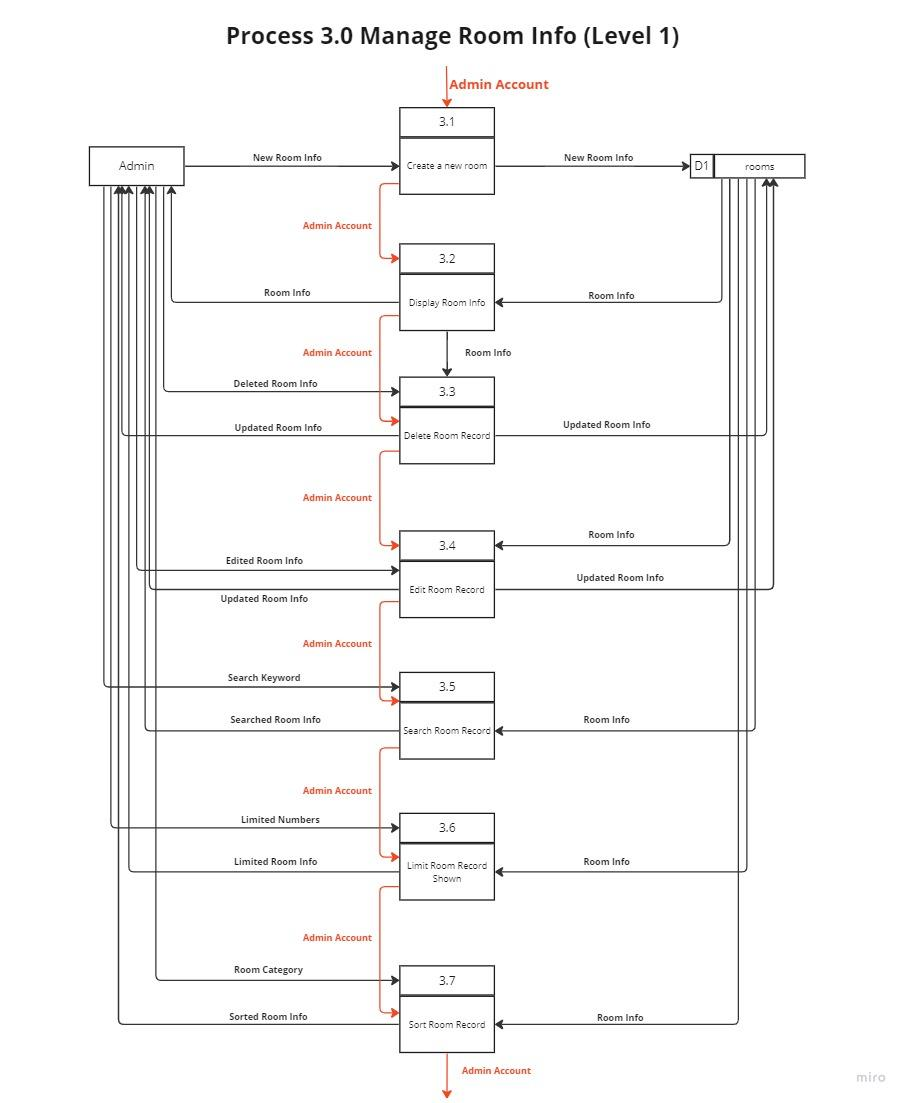 Process 3.0 Manage Room Info (Level 1)
Admin Account
3.1
Admin
New Room Info
Create a new room
New Room Info
D1
rooms
Admin Account
3.2
Room Info
Display Room Info
Room Info
Admin Account
Room Info
Deleted Room Info
3.3
Updated Room Info
Delete Room Record
Updated Room Info
Admin Account
3.4
Room Info
Edited Room Info
Edit Room Record
Updated Room Info
Updated Room Info
Admin Account
Search Keyword
3.5
Searched Room Info
Search Room Record
Room Info
Admin Account
Limited Numbers
3.6
Limited Room Info
Limit Room Record
Shown
Room Info
Admin Account
Room Category
3.7
Sorted Room Info
Sort Room Record
Room Info
Admin Account
miro